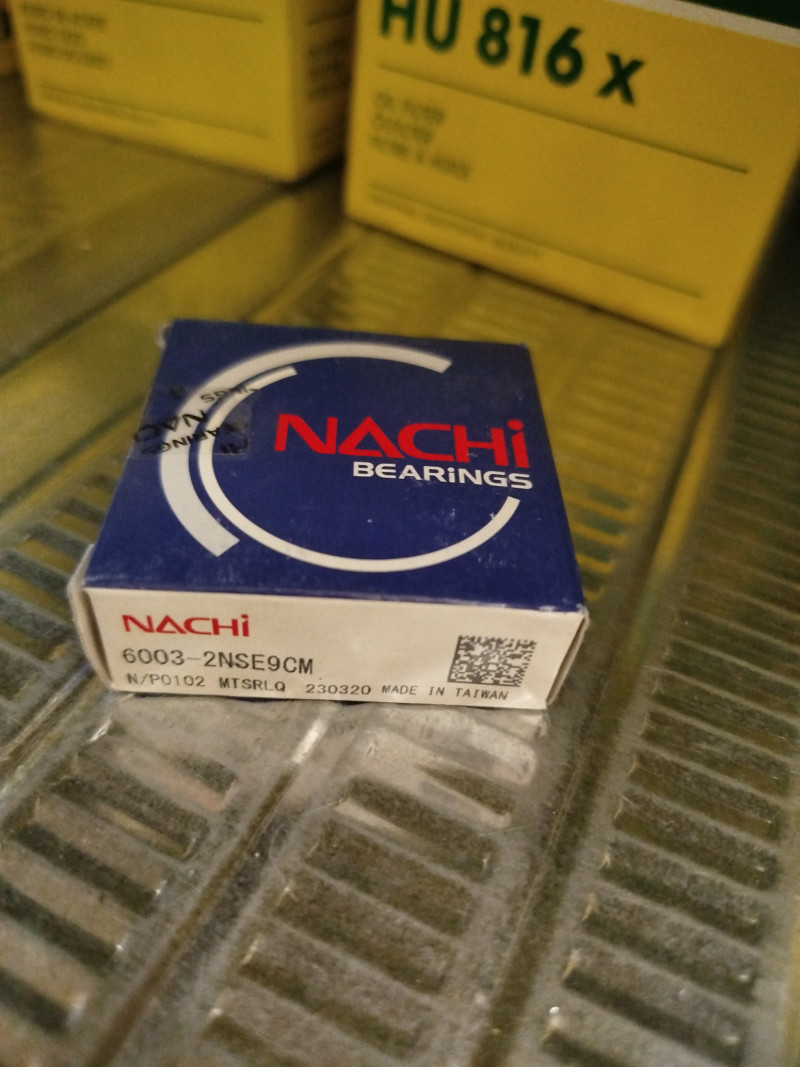 HU 816 x
NACHi
BEARiNGS
NACHi
6003-2NSE9CM
N/P0102 MTSRLQ 230320 MADE IN TAIWAN